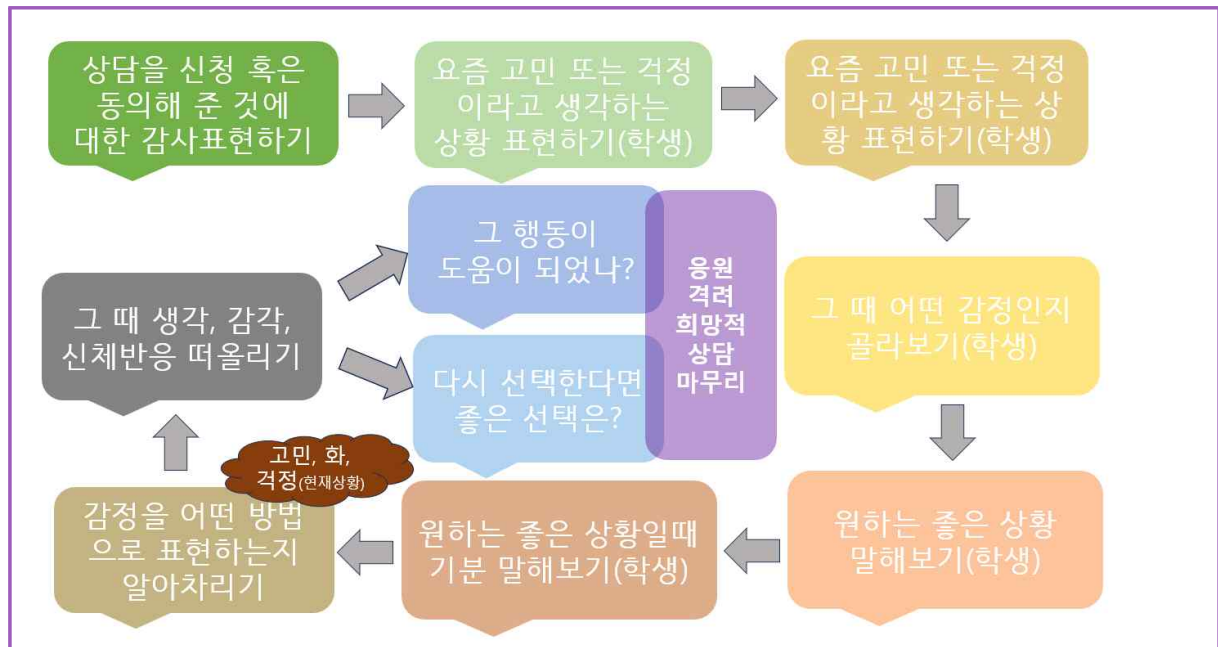 상담을 신청 혹은
동의해 준 것에
대한 감사표현하기
요즘 고민 또는 걱정
이라고 생각하는
상황 표현하기(학생)
요즘 고민 또는 걱정
이라고 생각하는 상
황 표현하기(학생)
그 때 어떤 감정인지
골라보기(학생)
원하는 좋은 상황
말해보기(학생)
원하는 좋은 상황일때
기분 말해보기(학생)
고민, 화,
걱정(현재상황)
감정을 어떤 방법
으로 표현하는지
알아차리기
그 때 생각, 감각,
신체반응 떠올리기
그 행동이
도움이 되었나?
다시 선택한다면
좋은 선택은?
응원
격려
희망적
상담
마무리